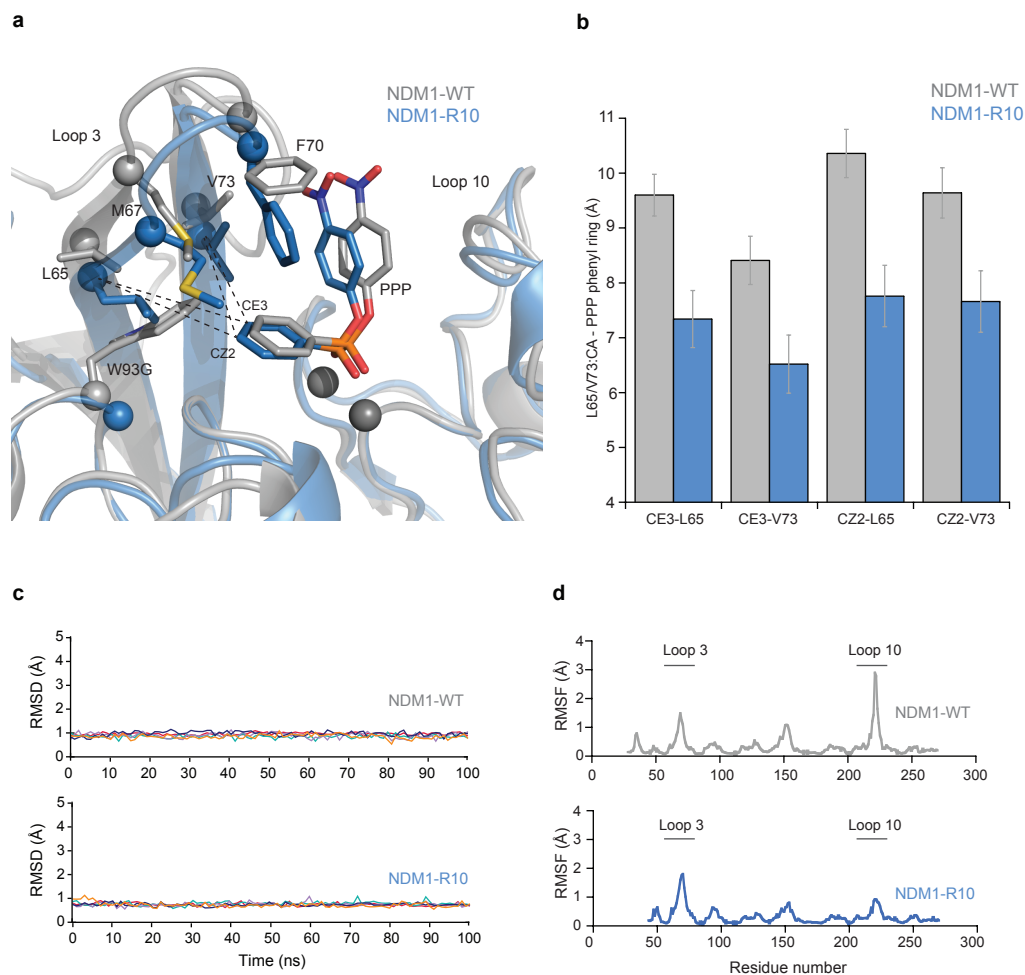 a
NDM1-WT
NDM1-R10
Loop 3
F70
V73
Loop 10
M67
L65
CE3
PPP
CZ2
W93G
b
NDM1-WT
NDM1-R10
L65/V73:CA - PPP phenyl ring (Å)
11
10
9
8
7
6
5
4
CE3-L65 CE3-V73 CZ2-L65 CZ2-V73
c
RMSD (Å)
5
4
3
2
1
0
NDM1-WT
0 10 20 30 40 50 60 70 80 90 100
RMSD (Å)
5
4
3
2
1
0
NDM1-R10
0 10 20 30 40 50 60 70 80 90 100
Time (ns)
d
RMSF (Å)
4
3
2
1
0
Loop 3 Loop 10
NDM1-WT
0 50 100 150 200 250 300
RMSF (Å)
4
3
2
1
0
Loop 3 Loop 10
NDM1-R10
0 50 100 150 200 250 300
Residue number